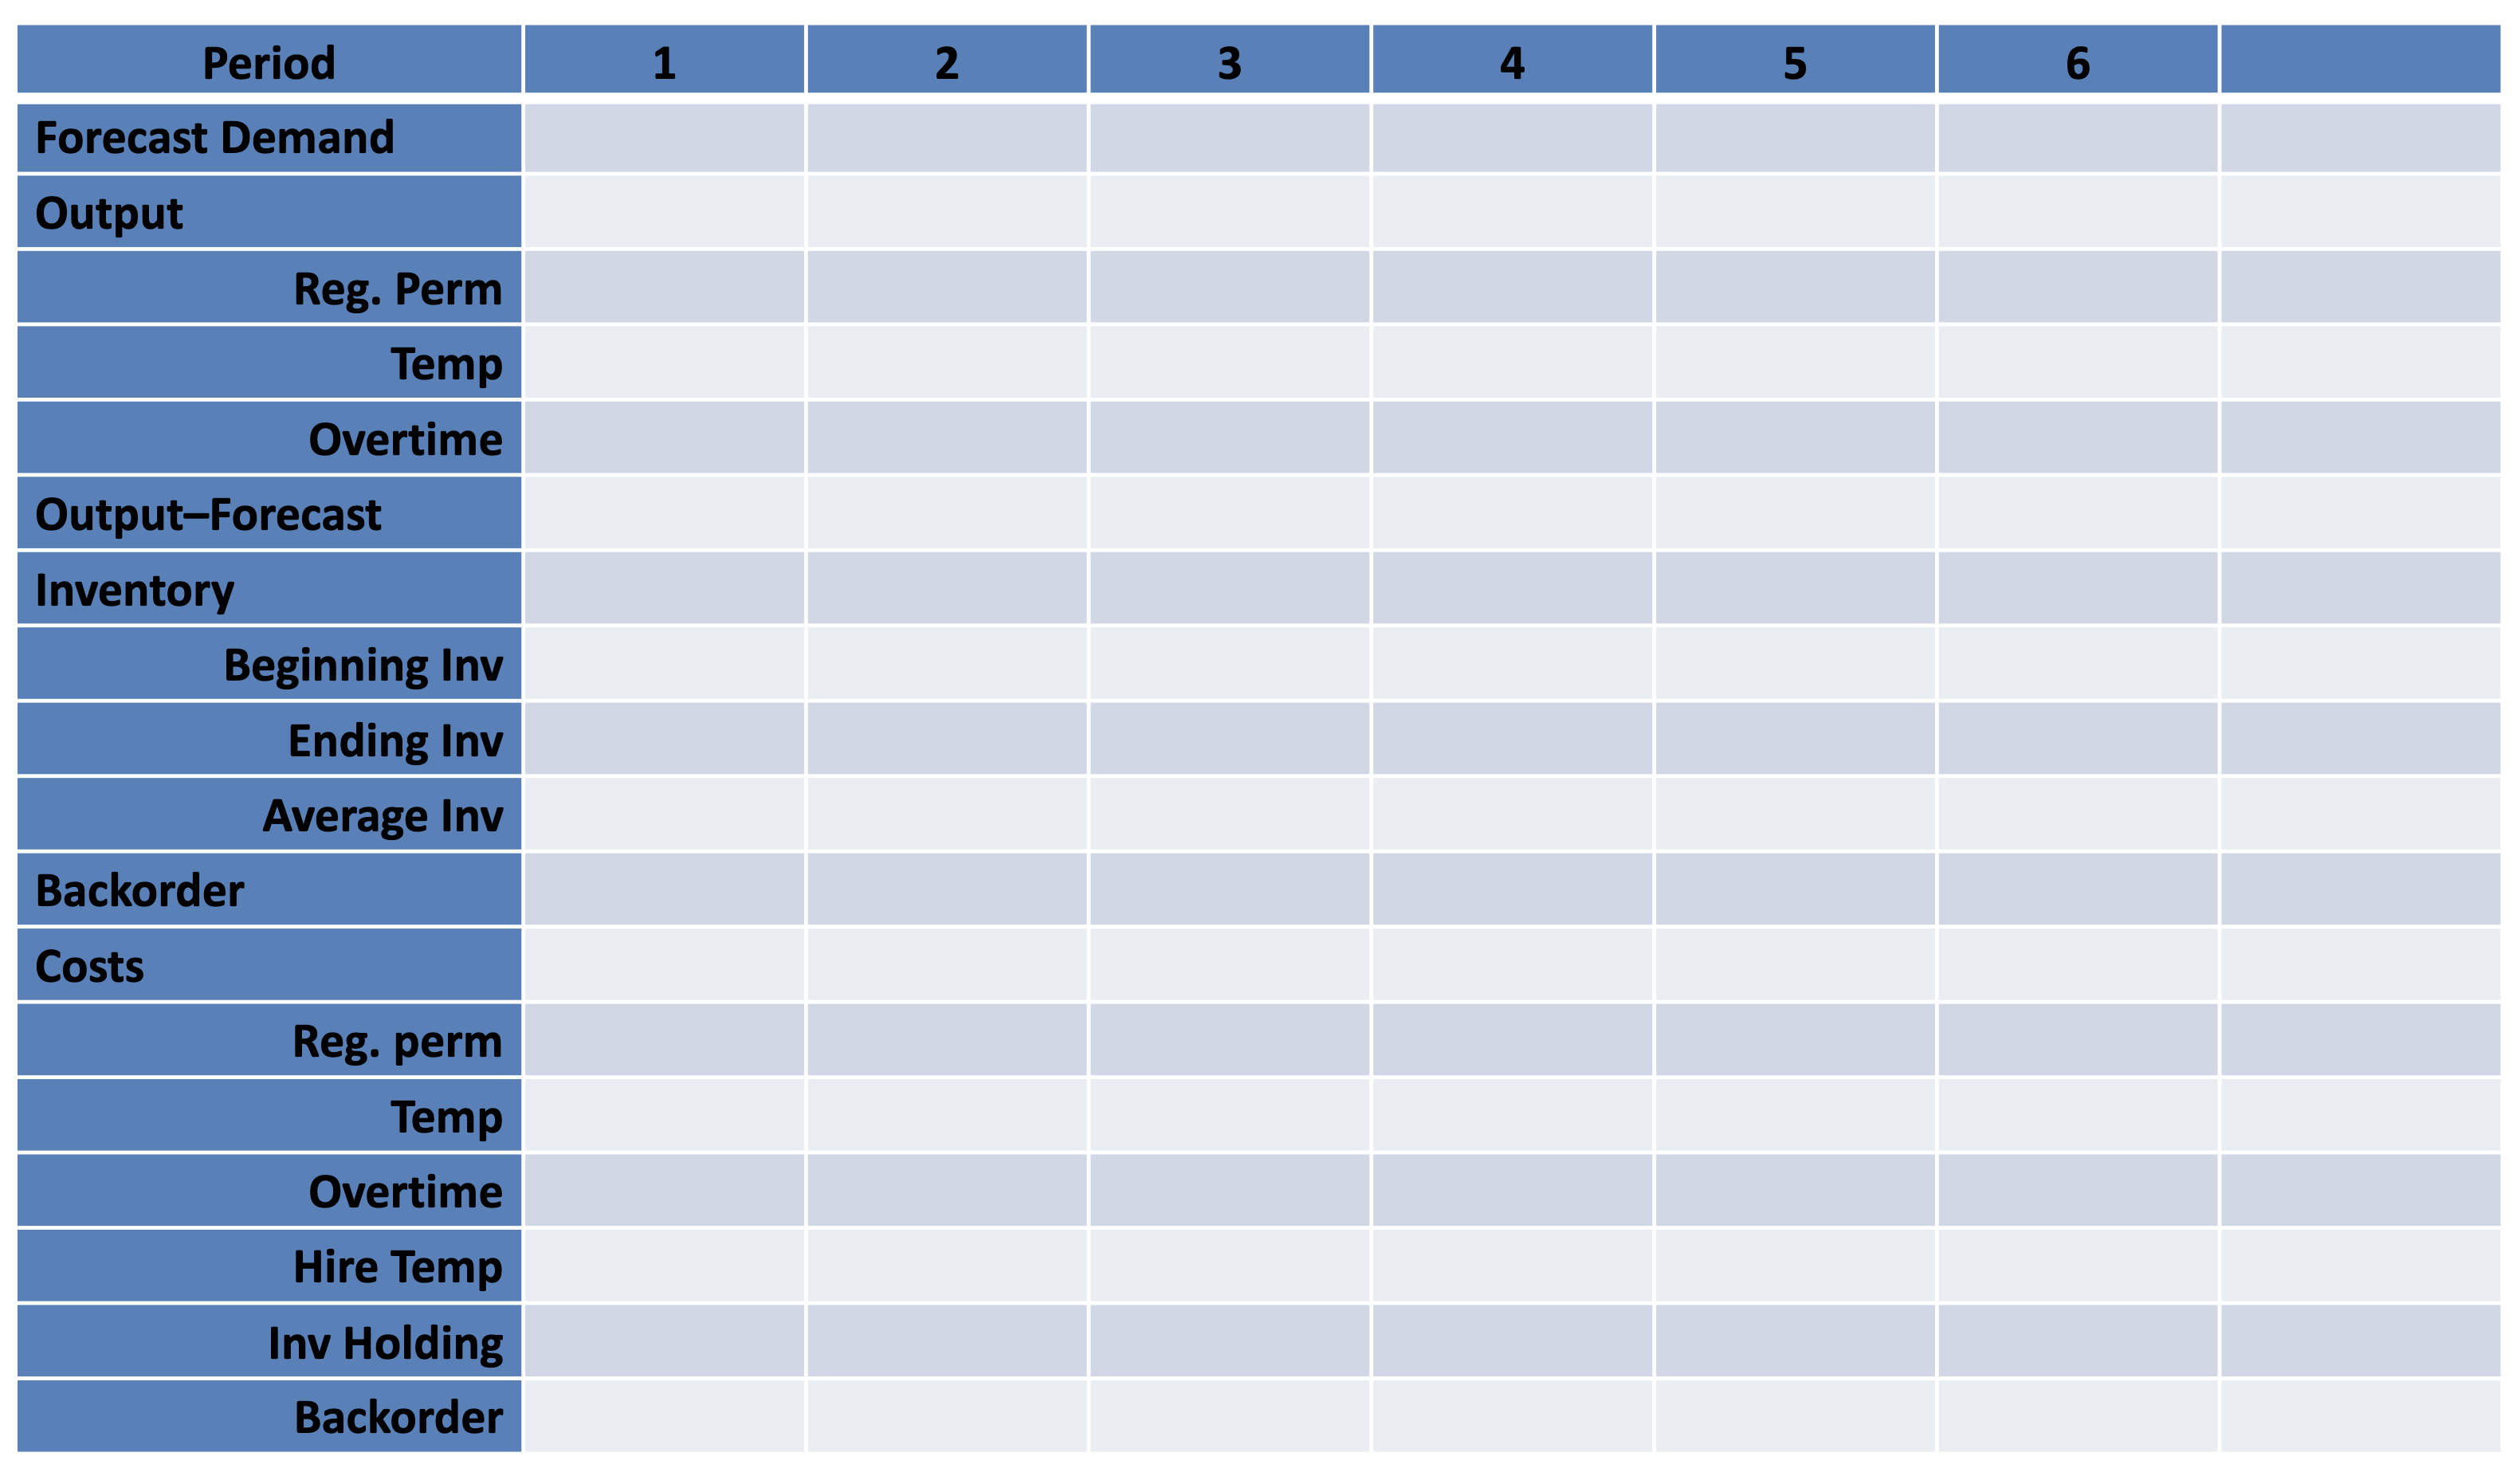 Period 1 2 3 4 5 6
Forecast Demand
Output
Reg. Perm
Temp
Overtime
Output–Forecast
Inventory
Beginning Inv
Ending Inv
Average Inv
Backorder
Costs
Reg. perm
Temp
Overtime
Hire Temp
Inv Holding
Backorder